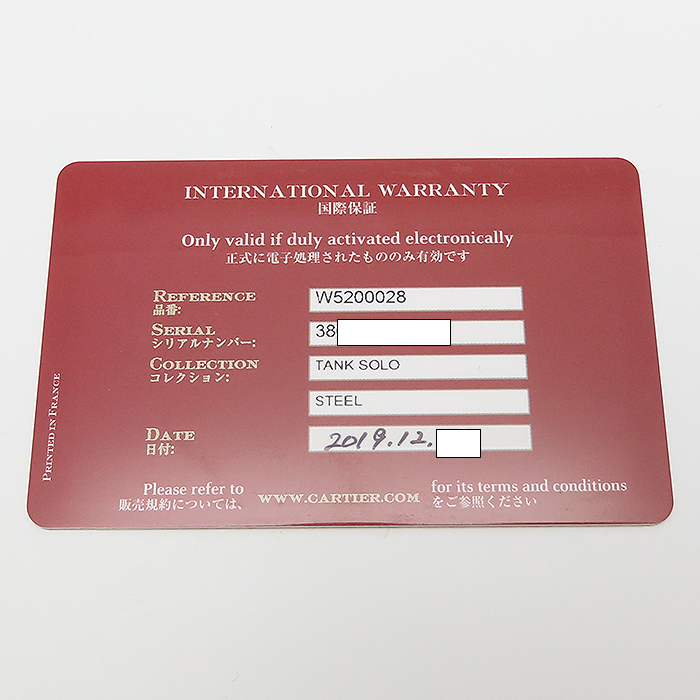 INTERNATIONAL WARRANTY
国際保証
Only valid if duly activated electronically
正式に電子処理されたもののみ有効です
REFERENCE W5200028
品番:
SERIAL 38
シリアルナンバー:
COLLECTION TANK SOLO
コレクション:
STEEL
DATE 2019.12.
日付:
PRINTED IN FRANCE
Please refer to WWW.CARTIER.COM for its terms and conditions
販売規約については、 をご参照ください